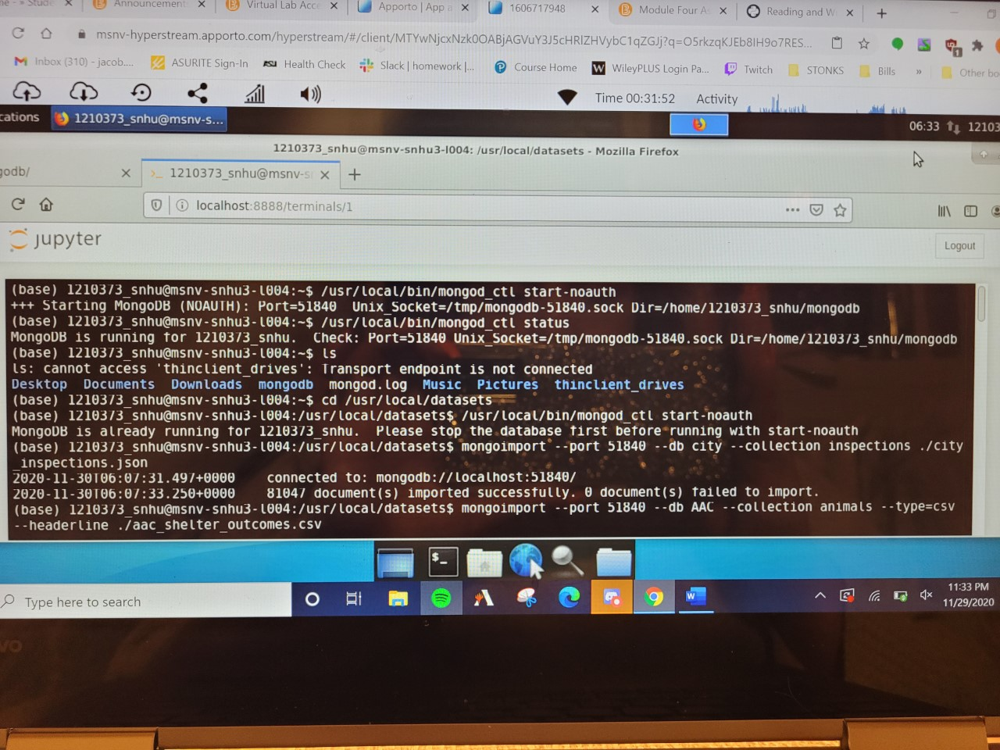 Announcement
Virtual Lab Acce
Apporto | App a
1606717948
Module Four A
Reading and W
msnv-hyperstream.apporto.com/hyperstream/#/client/MTYwNjcxNzk0OABjAGVuY3J5cHRlZHVybC1qZGJj?q=O5rkzqKJEb8IH9o7RES...
Inbox (310) - jacob....
ASURITE Sign-In
ASU Health Check
Slack | homework |...
Course Home
W WileyPLUS Login Pa...
Twitch
STONKS
Bills
»
Other bo
Time 00:31:52
Activity
cations
1210373_snhu@msnv-s...
06:33
12103
1210373_snhu@msnv-snhu3-l004: /usr/local/datasets - Mozilla Firefox
godb/
1210373_snhu@msnv-s
localhost:8888/terminals/1
jupyter
Logout
(base) 1210373_snhu@msnv-snhu3-l004:~$ /usr/local/bin/mongod_ctl start-noauth
+++ Starting MongoDB (NOAUTH): Port=51840  Unix_Socket=/tmp/mongodb-51840.sock Dir=/home/1210373_snhu/mongodb
(base) 1210373_snhu@msnv-snhu3-l004:~$ /usr/local/bin/mongod_ctl status
MongoDB is running for 1210373_snhu.  Check: Port=51840 Unix_Socket=/tmp/mongodb-51840.sock Dir=/home/1210373_snhu/mongodb
(base) 1210373_snhu@msnv-snhu3-l004:~$ ls
ls: cannot access 'thinclient_drives': Transport endpoint is not connected
Desktop  Documents  Downloads  mongodb  mongod.log  Music  Pictures  thinclient_drives
(base) 1210373_snhu@msnv-snhu3-l004:~$ cd /usr/local/datasets
(base) 1210373_snhu@msnv-snhu3-l004:/usr/local/datasets$ /usr/local/bin/mongod_ctl start-noauth
MongoDB is already running for 1210373_snhu.  Please stop the database first before running with start-noauth
(base) 1210373_snhu@msnv-snhu3-l004:/usr/local/datasets$ mongoimport --port 51840 --db city --collection inspections ./city
_inspections.json
2020-11-30T06:07:31.497+0000    connected to: mongodb://localhost:51840/
2020-11-30T06:07:33.250+0000    81047 document(s) imported successfully. 0 document(s) failed to import.
(base) 1210373_snhu@msnv-snhu3-l004:/usr/local/datasets$ mongoimport --port 51840 --db AAC --collection animals --type=csv
--headerline ./aac_shelter_outcomes.csv
Type here to search
11:33 PM
11/29/2020